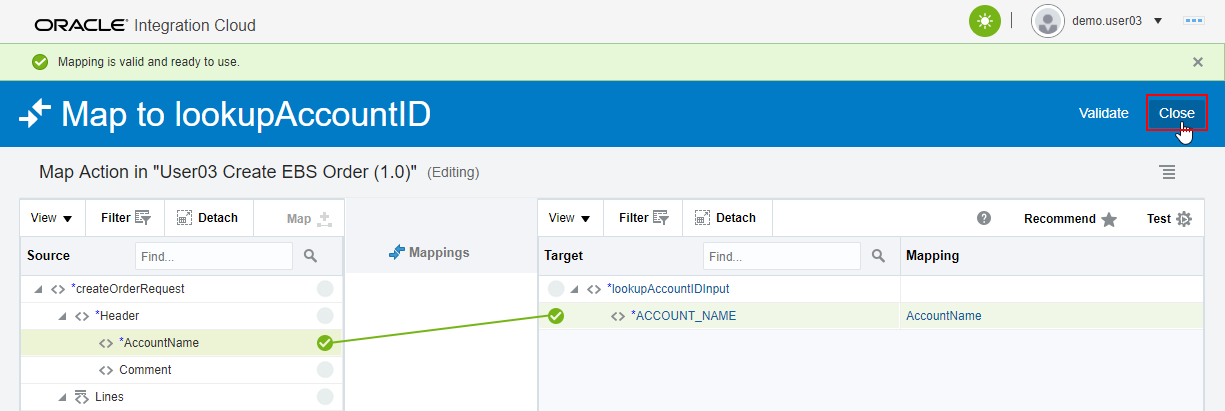 ORACLE Integration Cloud
demo.user03
Mapping is valid and ready to use.
Map to lookupAccountID
Validate
Close
Map Action in "User03 Create EBS Order (1.0)" (Editing)
View Filter Detach Map
View Filter Detach ? Recommend Test
Source Find...
Mappings
Target Find... Mapping
*createOrderRequest
*lookupAccountIDInput
*Header
*ACCOUNT_NAME AccountName
*AccountName
Comment
Lines